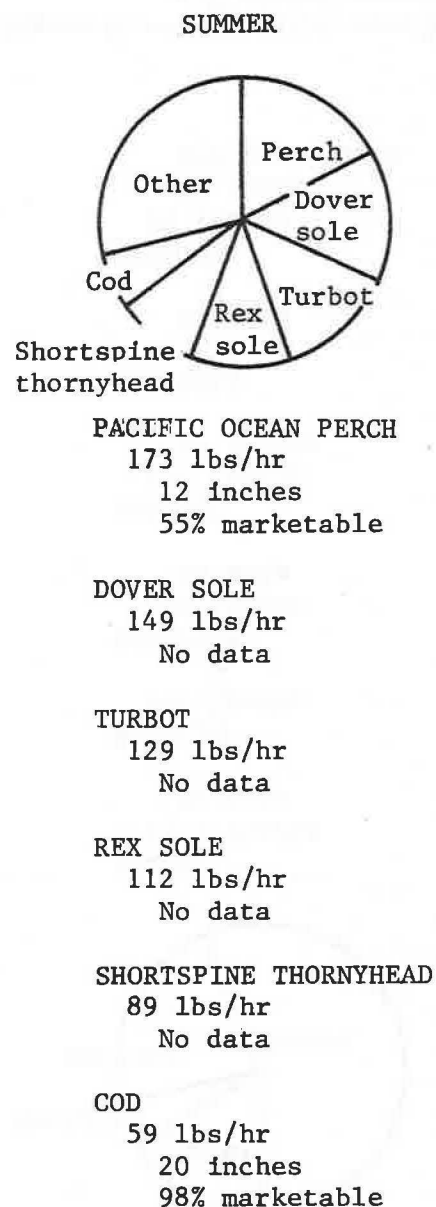 SUMMER
Perch
Other
Dover
sole
Cod
Turbot
Rex
sole
Shortspine
thornyhead
PACIFIC OCEAN PERCH
173 lbs/hr
12 inches
55% marketable
DOVER SOLE
149 lbs/hr
No data
TURBOT
129 lbs/hr
No data
REX SOLE
112 lbs/hr
No data
SHORTSPINE THORNYHEAD
89 lbs/hr
No data
COD
59 lbs/hr
20 inches
98% marketable